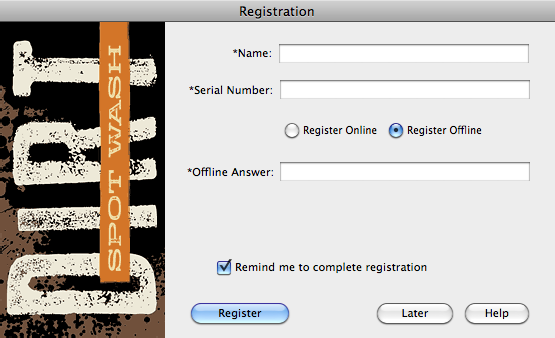 Registration
DIRT
SPOT WASH
*Name:
*Serial Number:
Register Online
Register Offline
*Offline Answer:
Remind me to complete registration
Register
Later
Help